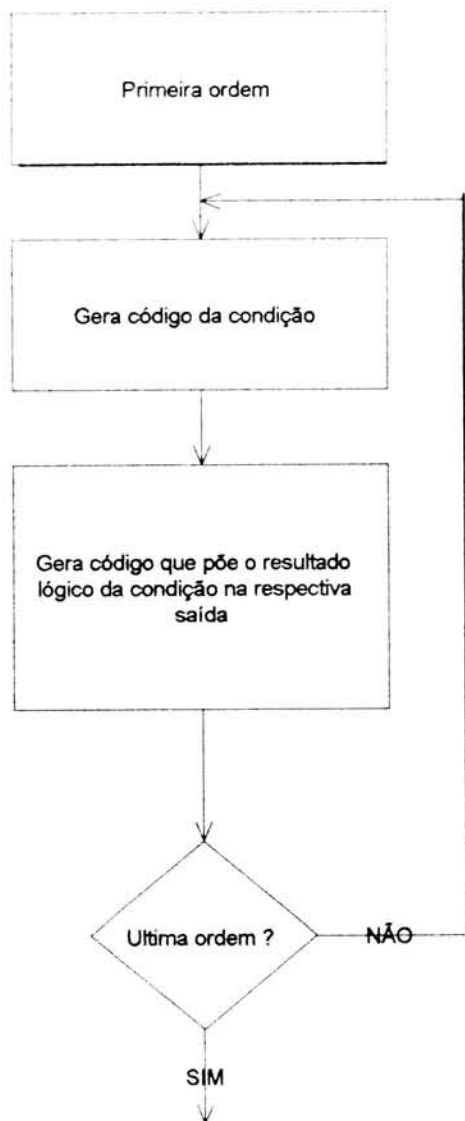 Primeira ordem
Gera código da condição
Gera código que põe o resultado
lógico da condição na respectiva
saída
Ultima ordem ?
NÃO
SIM